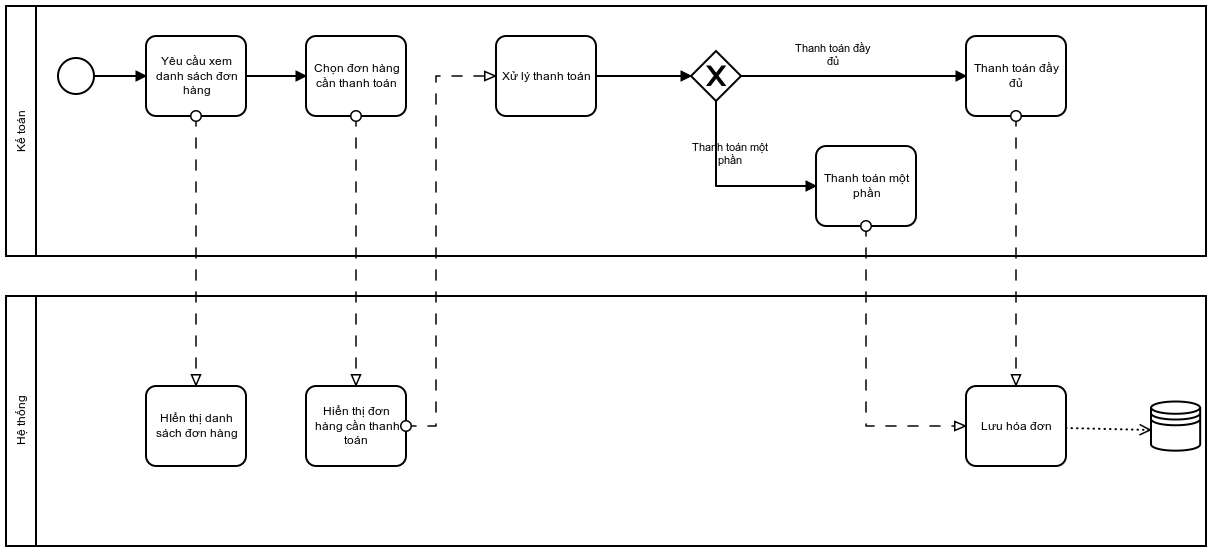 Kế toán
Yêu cầu xem
danh sách đơn
hàng
Chọn đơn hàng
cần thanh toán
Xử lý thanh toán
Thanh toán đầy
đủ
Thanh toán đầy
đủ
Thanh toán một
phần
Thanh toán một
phần
Hệ thống
HIển thị danh
sách đơn hàng
Hiển thị đơn
hàng cần thanh
toán
Lưu hóa đơn